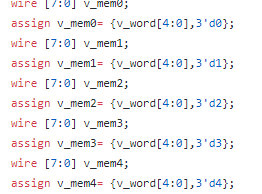 wire [7:0] v_mem0;
assign v_mem0= {v_word[4:0],3'd0};
wire [7:0] v_mem1;
assign v_mem1= {v_word[4:0],3'd1};
wire [7:0] v_mem2;
assign v_mem2= {v_word[4:0],3'd2};
wire [7:0] v_mem3;
assign v_mem3= {v_word[4:0],3'd3};
wire [7:0] v_mem4;
assign v_mem4= {v_word[4:0],3'd4};